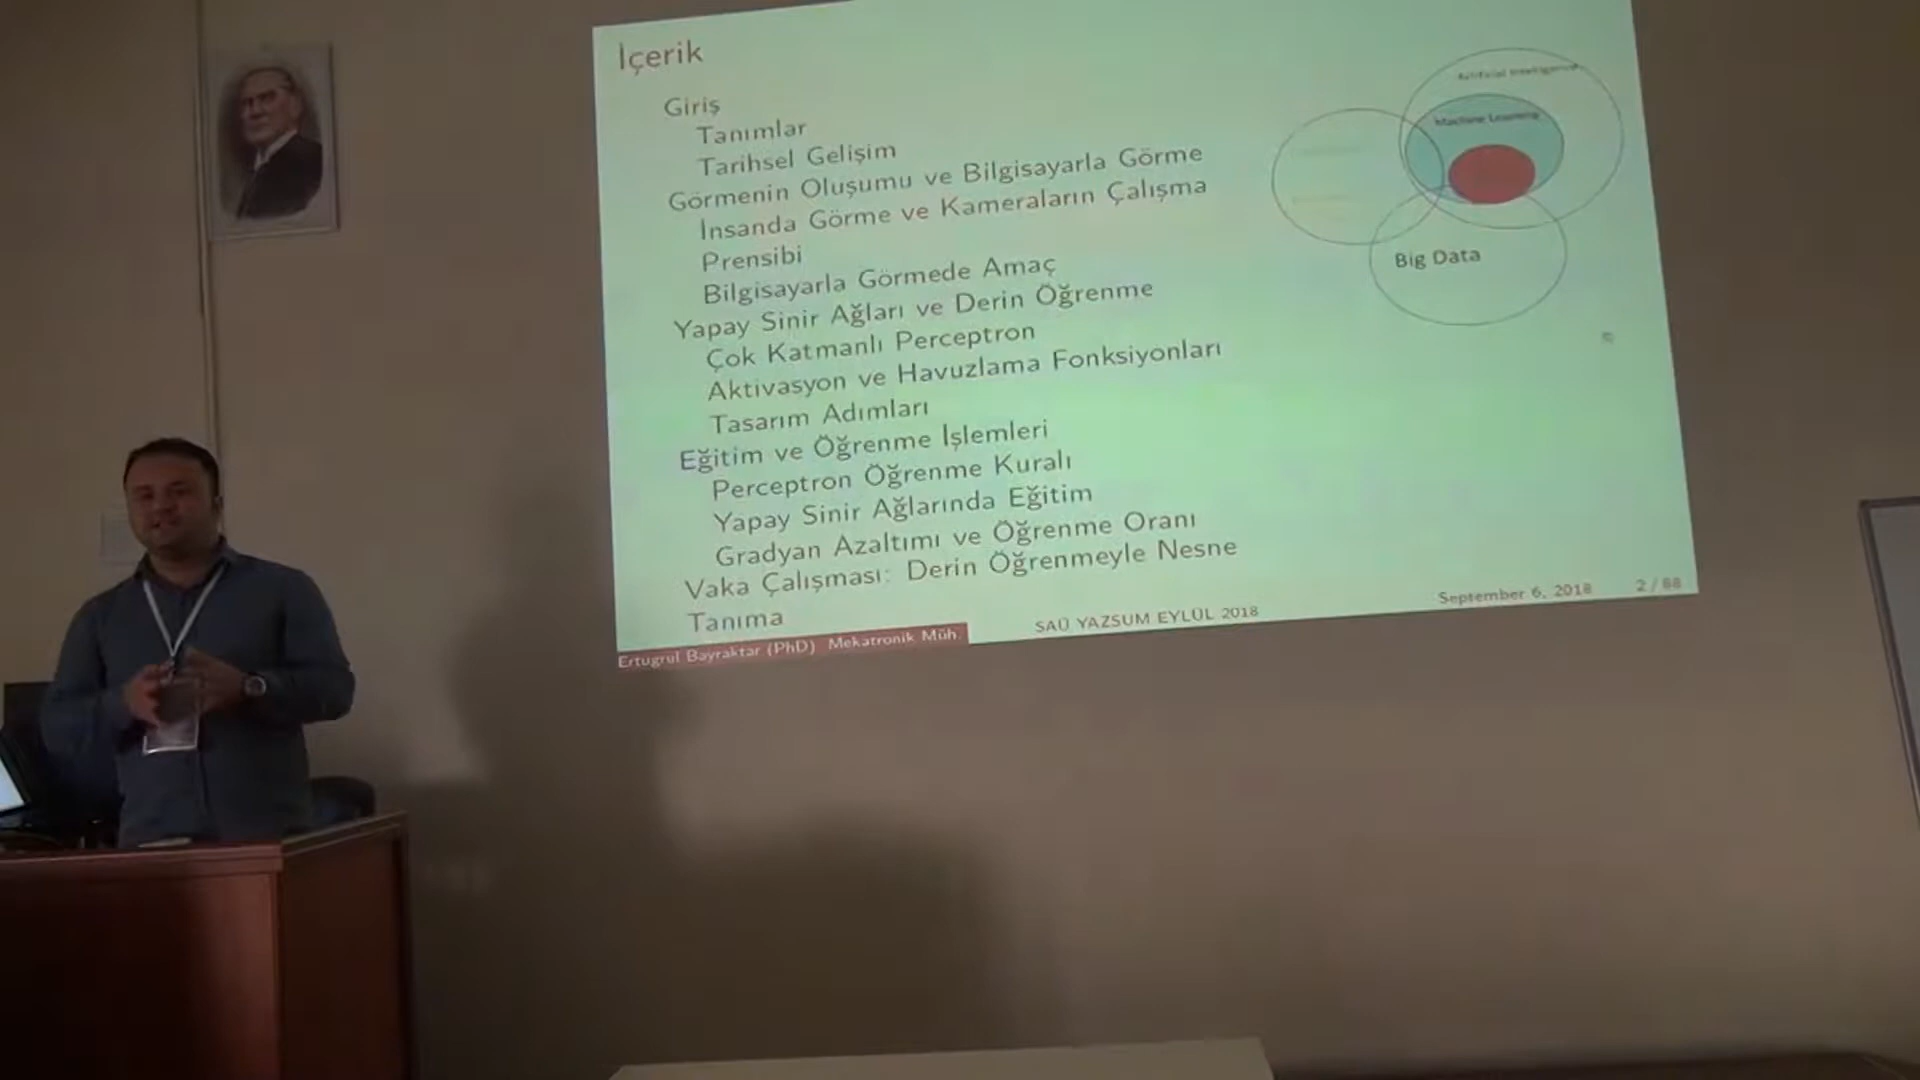 İçerik
Giriş
Tanımlar
Tarihsel Gelişim
Görmenin Oluşumu ve Bilgisayarla Görme
İnsanda Görme ve Kameraların Çalışma
Prensibi
Bilgisayarla Görmede Amaç
Yapay Sinir Ağları ve Derin Öğrenme
Çok Katmanlı Perceptron
Aktivasyon ve Havuzlama Fonksiyonları
Tasarım Adımları
Eğitim ve Öğrenme İşlemleri
Perceptron Öğrenme Kuralı
Yapay Sinir Ağlarında Eğitim
Gradyan Azaltımı ve Öğrenme Oranı
Vaka Çalışması: Derin Öğrenmeyle Nesne
Tanıma
Artificial Intelligence
Machine Learning
Big Data
Ertugrul Bayraktar (PhD) Mekatronik Müh.
SAÜ YAZSUM EYLÜL 2018
September 6, 2018
2 / 88